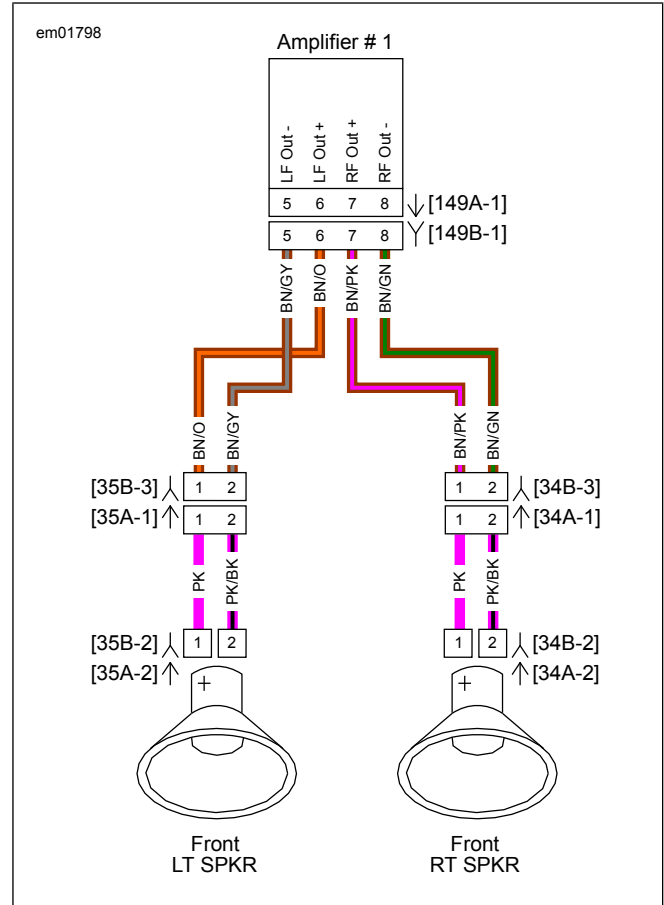 em01798
Amplifier # 1
LF Out -
LF Out +
RF Out +
RF Out -
5 6 7 8 [149A-1]
5 6 7 8 [149B-1]
BN/GY BN/O BN/PK BN/GN
BN/O BN/GY BN/PK BN/GN
[35B-3] 1 2 1 2 [34B-3]
[35A-1] 1 2 1 2 [34A-1]
PK PK/BK PK PK/BK
[35B-2] 1 2 1 2 [34B-2]
[35A-2] [34A-2]
+ +
Front Front
LT SPKR RT SPKR